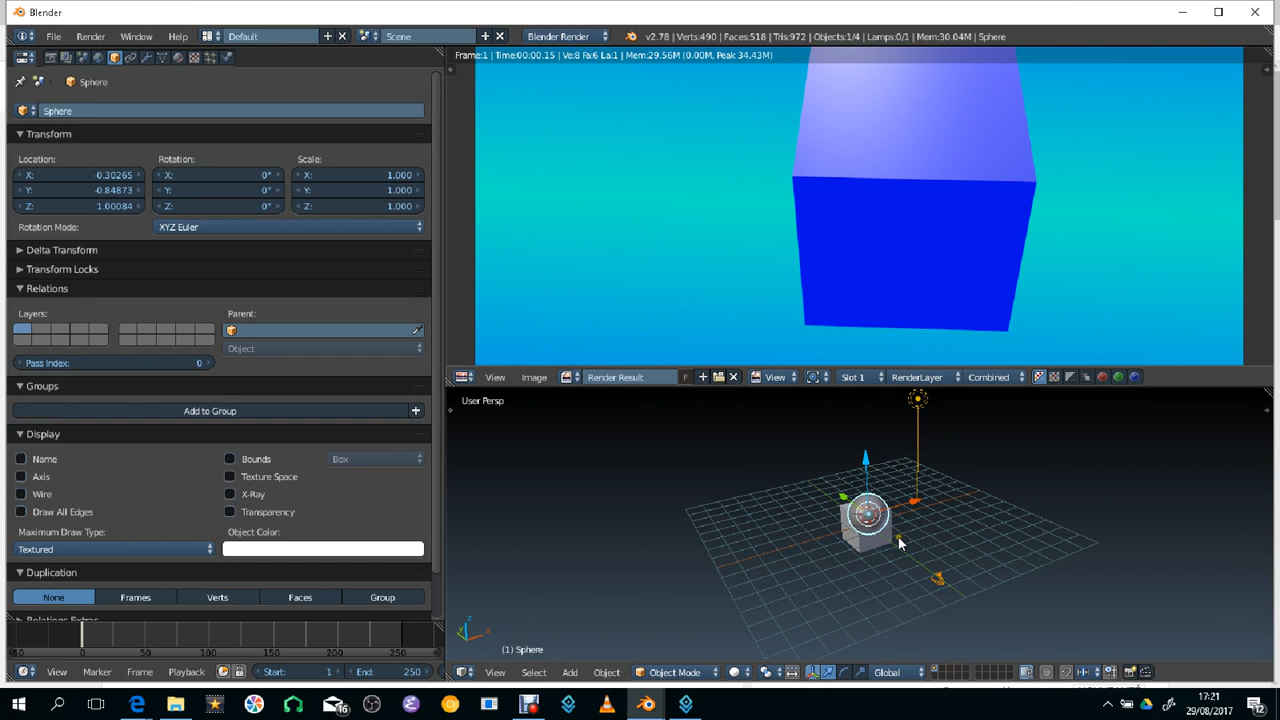 Blender
File Render Window Help Default Scene Blender Render v2.78 | Verts:490 | Faces:518 | Tris:972 | Objects:1/4 | Lamps:0/1 | Mem:30.04M | Sphere
Frame:1 | Time:00:00.15 | Ve:8 Fa:6 La:1 | Mem:29.56M (0.00M, Peak 34.43M)
Sphere
Sphere
Transform
Location: Rotation: Scale:
X: -0.30265 X: 0° X: 1.000
Y: -0.84873 Y: 0° Y: 1.000
Z: 1.00084 Z: 0° Z: 1.000
Rotation Mode: XYZ Euler
Delta Transform
Transform Locks
Relations
Layers: Parent:
Object
Pass Index: 0
Groups
Add to Group
Display
Name Bounds Box
Axis Texture Space
Wire X-Ray
Draw All Edges Transparency
Maximum Draw Type: Object Color:
Textured
Duplication
None Frames Verts Faces Group
Relations Extras
0 50 100 150 200 250
View Marker Frame Playback Start: 1 End: 250
View Image Render Result F View Slot 1 RenderLayer Combined
User Persp
z
y x
(1) Sphere
View Select Add Object Object Mode Global
16
17:21
29/08/2017
12